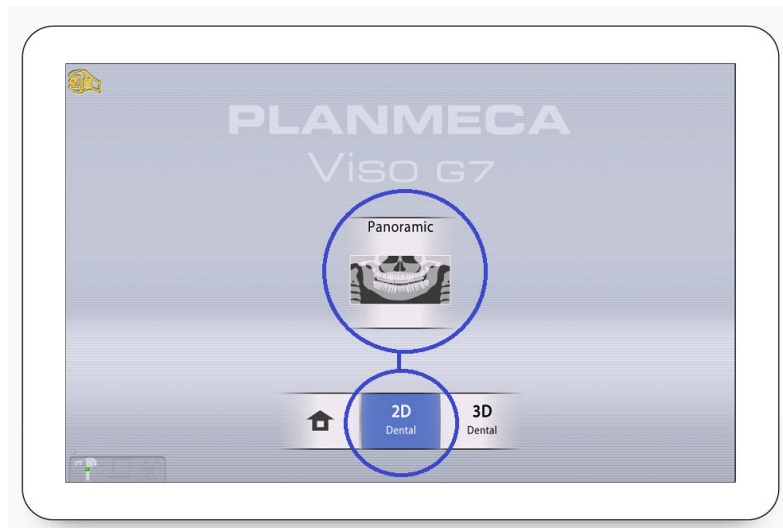 PLANMECA
Viso G7
Panoramic
2D
Dental
3D
Dental